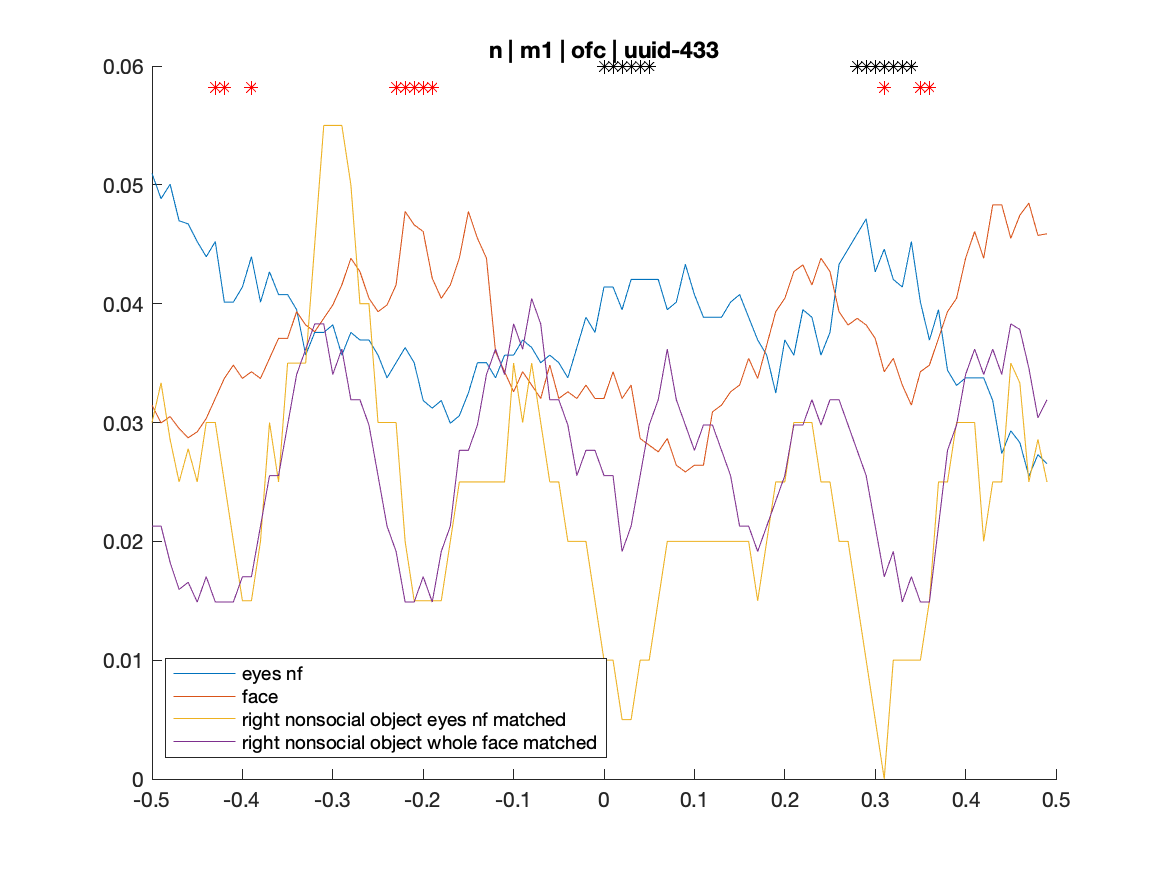 n | m1 | ofc | uuid-433
0.06
0.05
0.04
0.03
0.02
0.01
0
eyes nf
face
right nonsocial object eyes nf matched
right nonsocial object whole face matched
-0.5 -0.4 -0.3 -0.2 -0.1 0 0.1 0.2 0.3 0.4 0.5